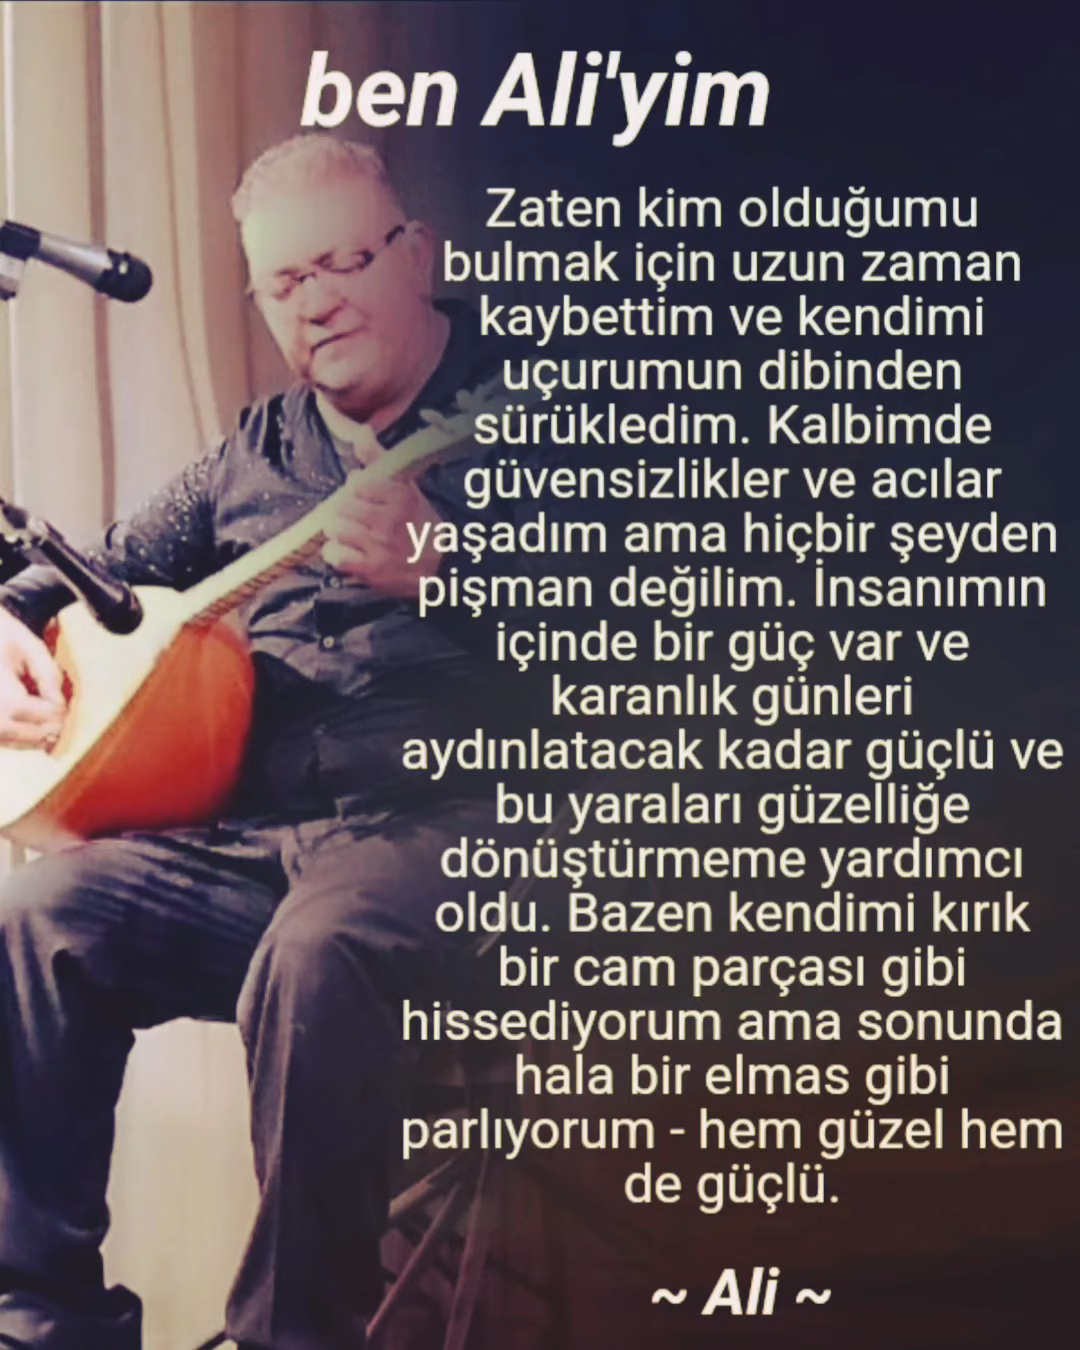 ben Ali'yim
Zaten kim olduğumu
bulmak için uzun zaman
kaybettim ve kendimi
uçurumun dibinden
sürükledim. Kalbimde
güvensizlikler ve acılar
yaşadım ama hiçbir şeyden
pişman değilim. İnsanımın
içinde bir güç var ve
karanlık günleri
aydınlatacak kadar güçlü ve
bu yaraları güzelliğe
dönüştürmeme yardımcı
oldu. Bazen kendimi kırık
bir cam parçası gibi
hissediyorum ama sonunda
hala bir elmas gibi
parlıyorum - hem güzel hem
de güçlü.
~ Ali ~